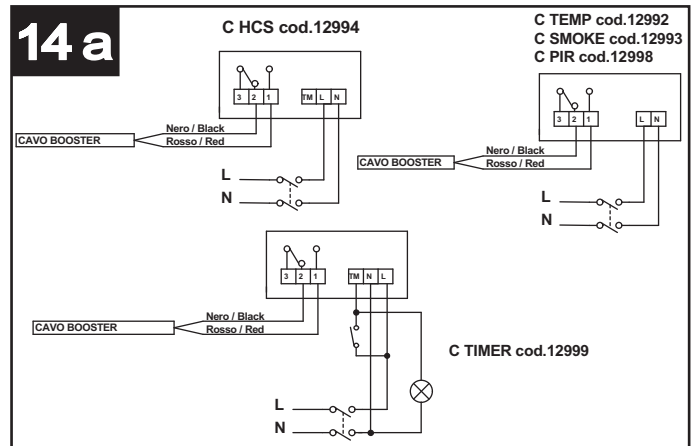 14 a
C HCS cod.12994
3 2 1 TM L N
CAVO BOOSTER
Nero / Black
Rosso / Red
L
N
C TEMP cod.12992
C SMOKE cod.12993
C PIR cod.12998
3 2 1 L N
CAVO BOOSTER
Nero / Black
Rosso / Red
L
N
3 2 1 TM N L
CAVO BOOSTER
Nero / Black
Rosso / Red
C TIMER cod.12999
L
N